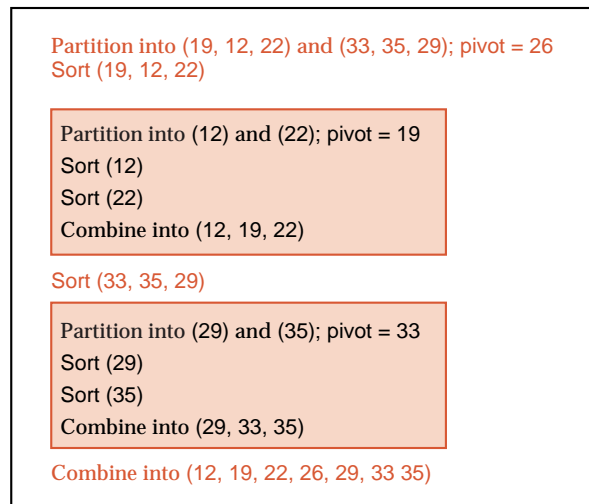 Partition into (19, 12, 22) and (33, 35, 29); pivot = 26
Sort (19, 12, 22)
Partition into (12) and (22); pivot = 19
Sort (12)
Sort (22)
Combine into (12, 19, 22)
Sort (33, 35, 29)
Partition into (29) and (35); pivot = 33
Sort (29)
Sort (35)
Combine into (29, 33, 35)
Combine into (12, 19, 22, 26, 29, 33 35)